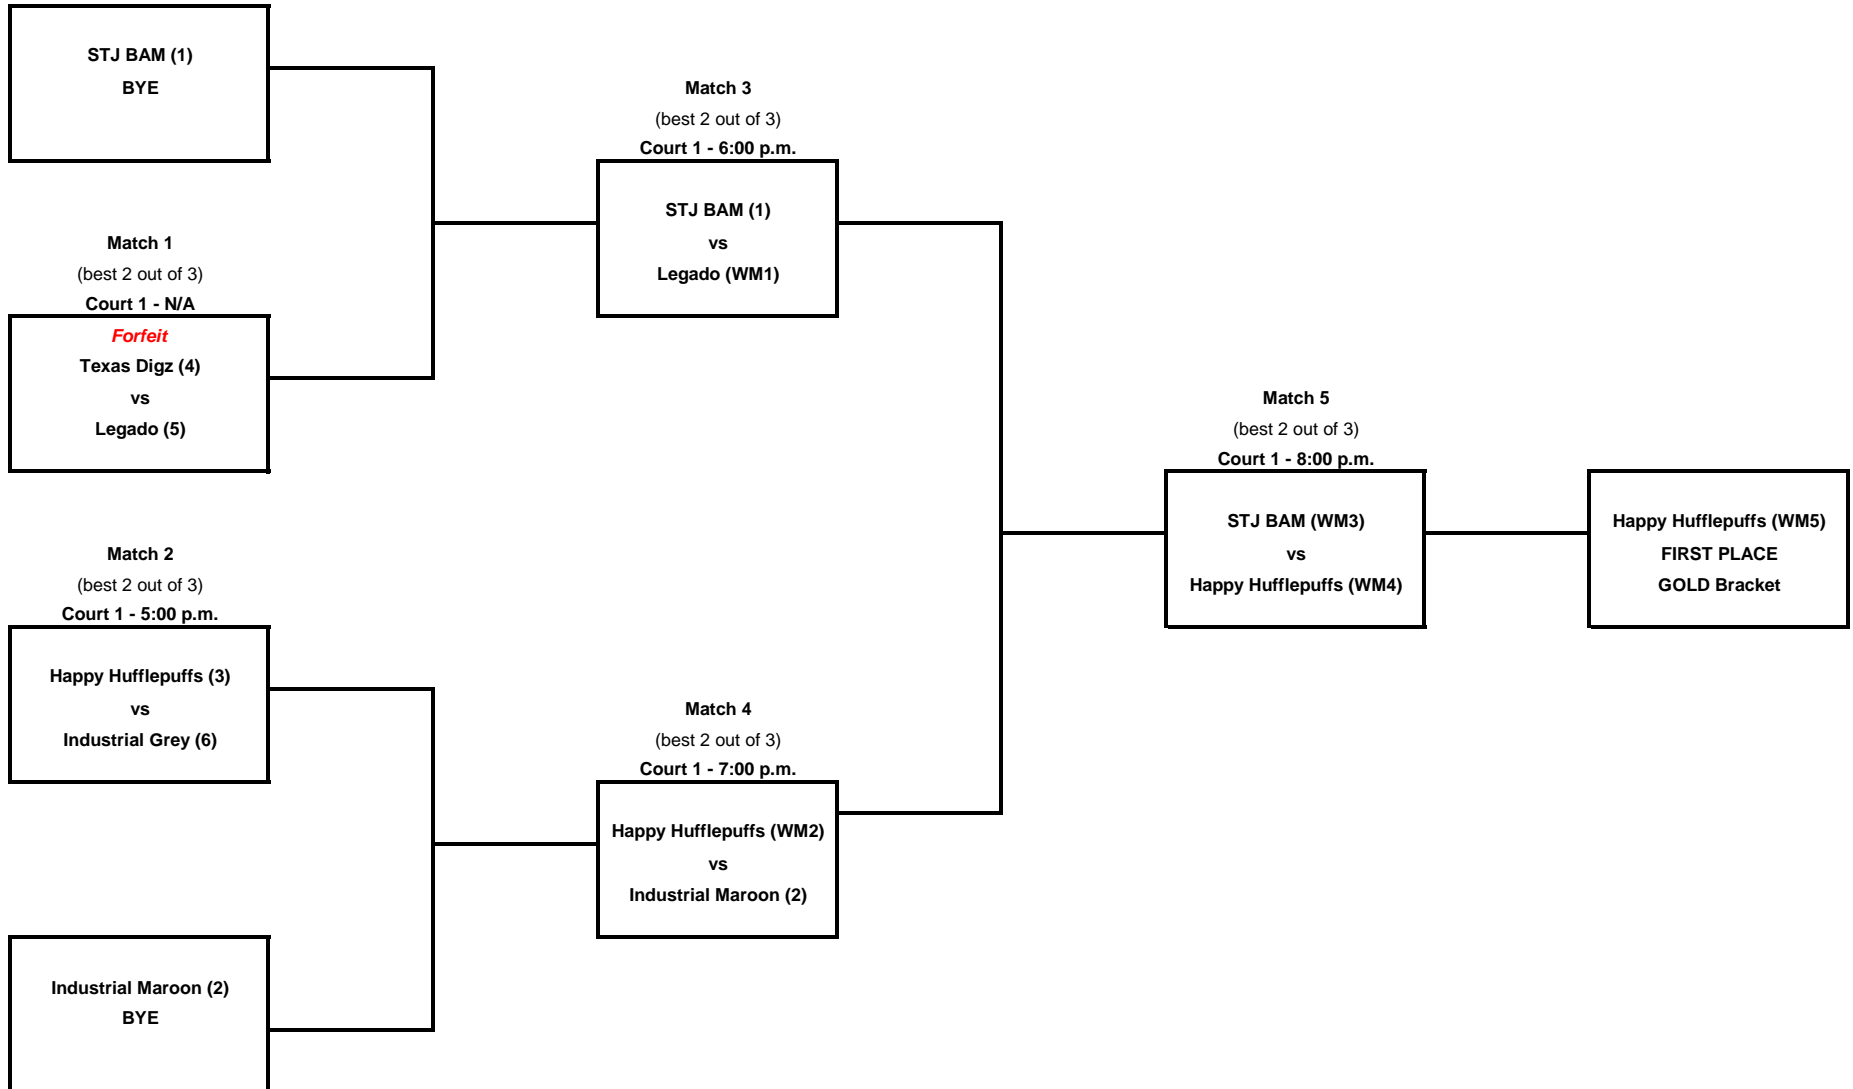 STJ BAM (1)
BYE
Match 1
(best 2 out of 3)
Court 1 - N/A
Forfeit
Texas Digz (4)
vs
Legado (5)
Match 2
(best 2 out of 3)
Court 1 - 5:00 p.m.
Happy Hufflepuffs (3)
vs
Industrial Grey (6)
Industrial Maroon (2)
BYE
Match 3
(best 2 out of 3)
Court 1 - 6:00 p.m.
STJ BAM (1)
vs
Legado (WM1)
Match 4
(best 2 out of 3)
Court 1 - 7:00 p.m.
Happy Hufflepuffs (WM2)
vs
Industrial Maroon (2)
Match 5
(best 2 out of 3)
Court 1 - 8:00 p.m.
STJ BAM (WM3)
vs
Happy Hufflepuffs (WM4)
Happy Hufflepuffs (WM5)
FIRST PLACE
GOLD Bracket